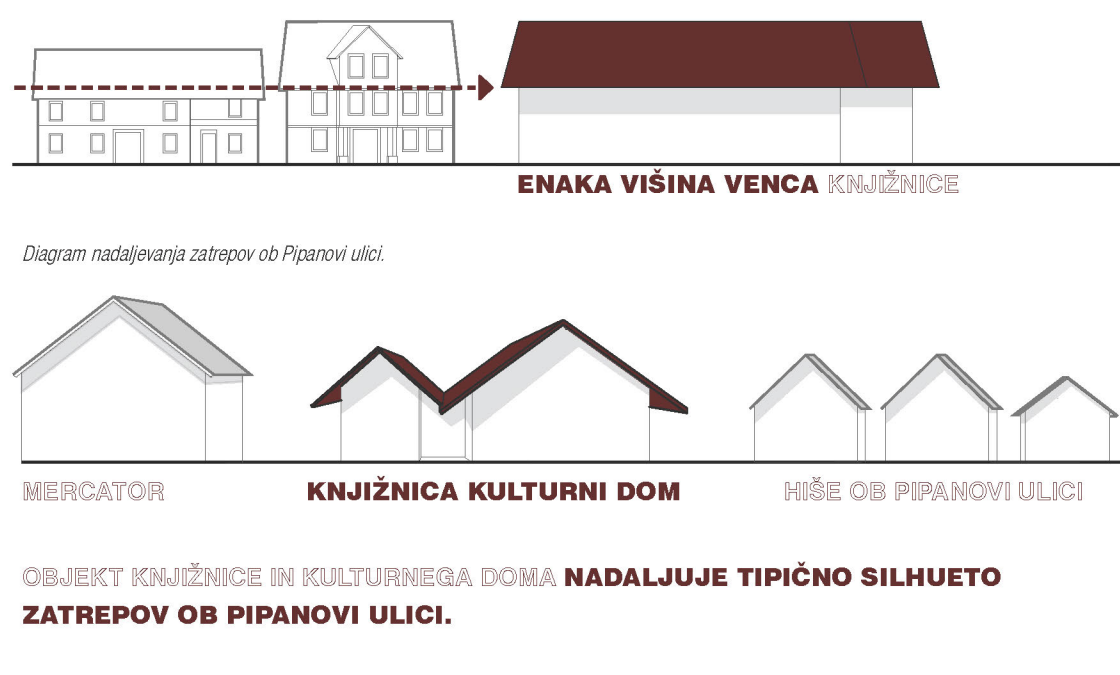 ENAKA VIŠINA VENCA KNJIŽNICE
Diagram nadaljevanja zatrepov ob Pipanovi ulici.
MERCATOR
KNJIŽNICA KULTURNI DOM
HIŠE OB PIPANOVI ULICI
OBJEKT KNJIŽNICE IN KULTURNEGA DOMA NADALJUJE TIPIČNO SILHUETO
ZATREPOV OB PIPANOVI ULICI.